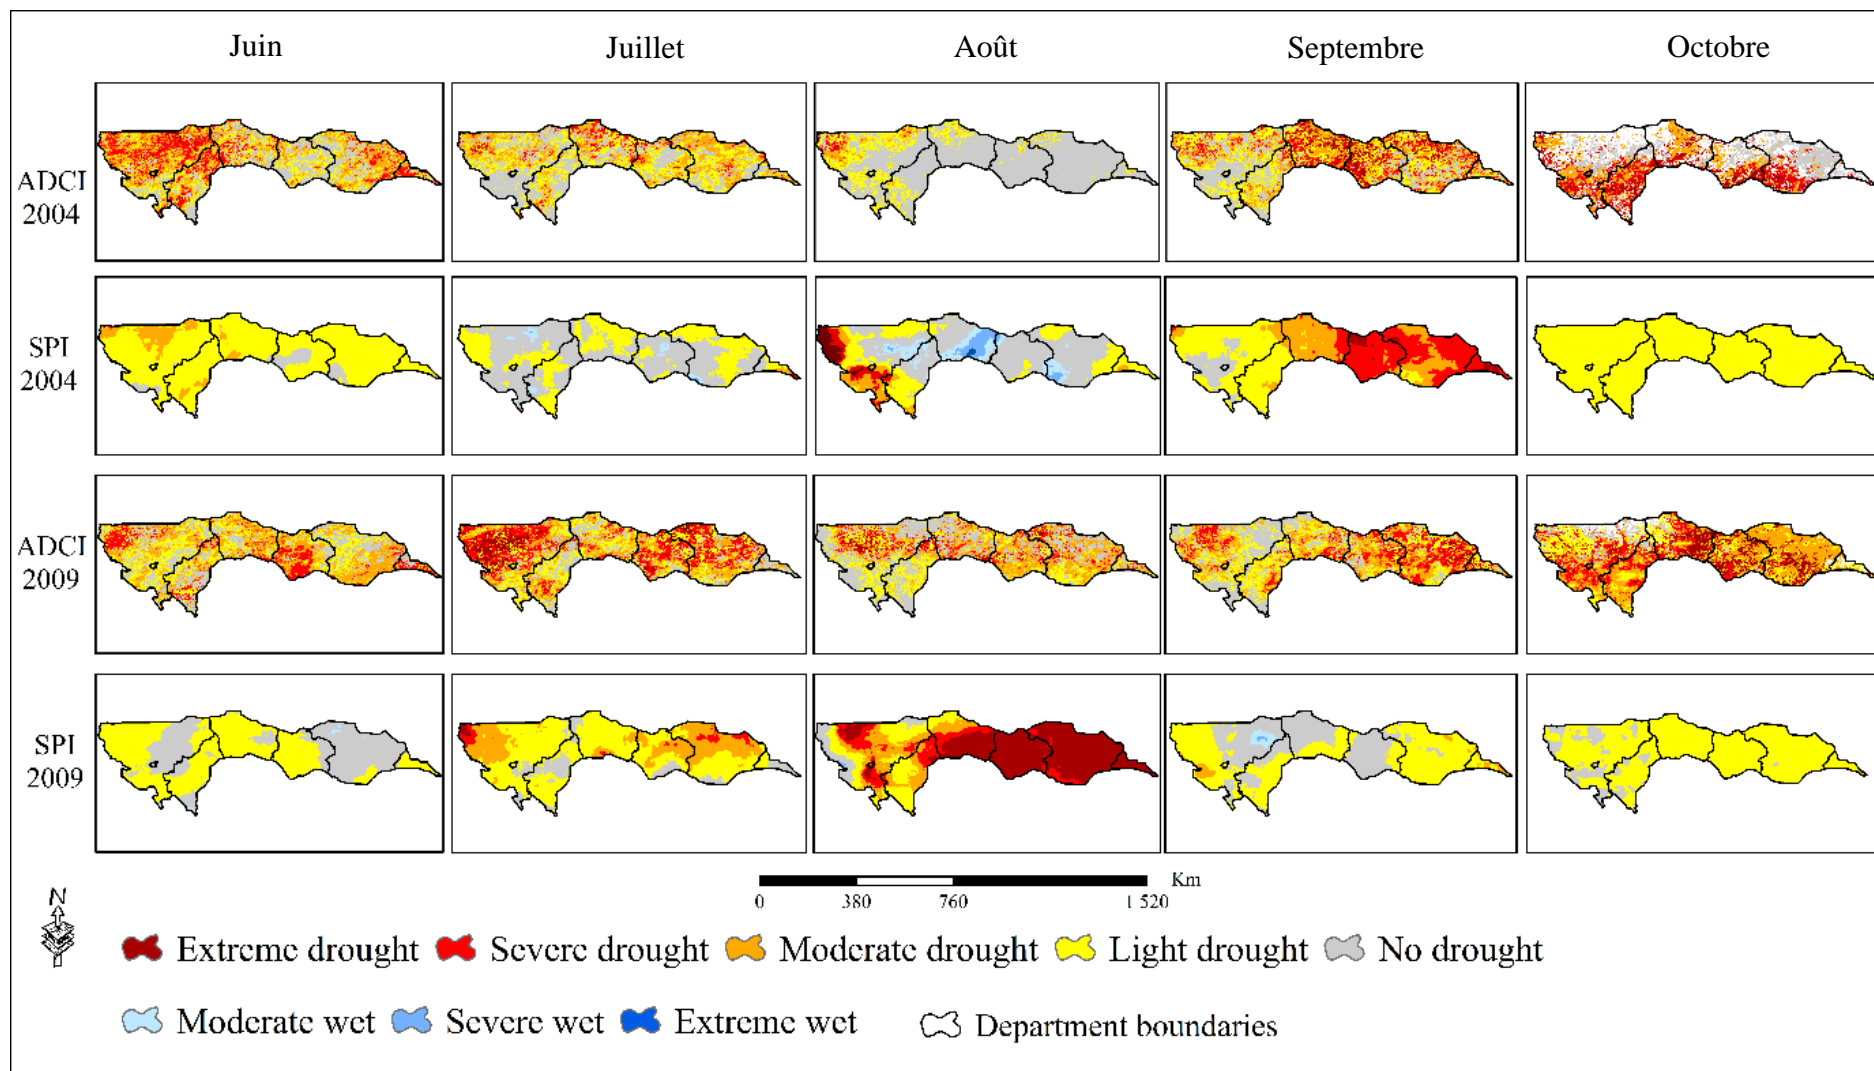 Juin Juillet Août Septembre Octobre
ADCI
2004
SPI
2004
ADCI
2009
SPI
2009
N
Km
0 380 760 1 520
Extreme drought Severe drought Moderate drought Light drought No drought
Moderate wet Severe wet Extreme wet Department boundaries